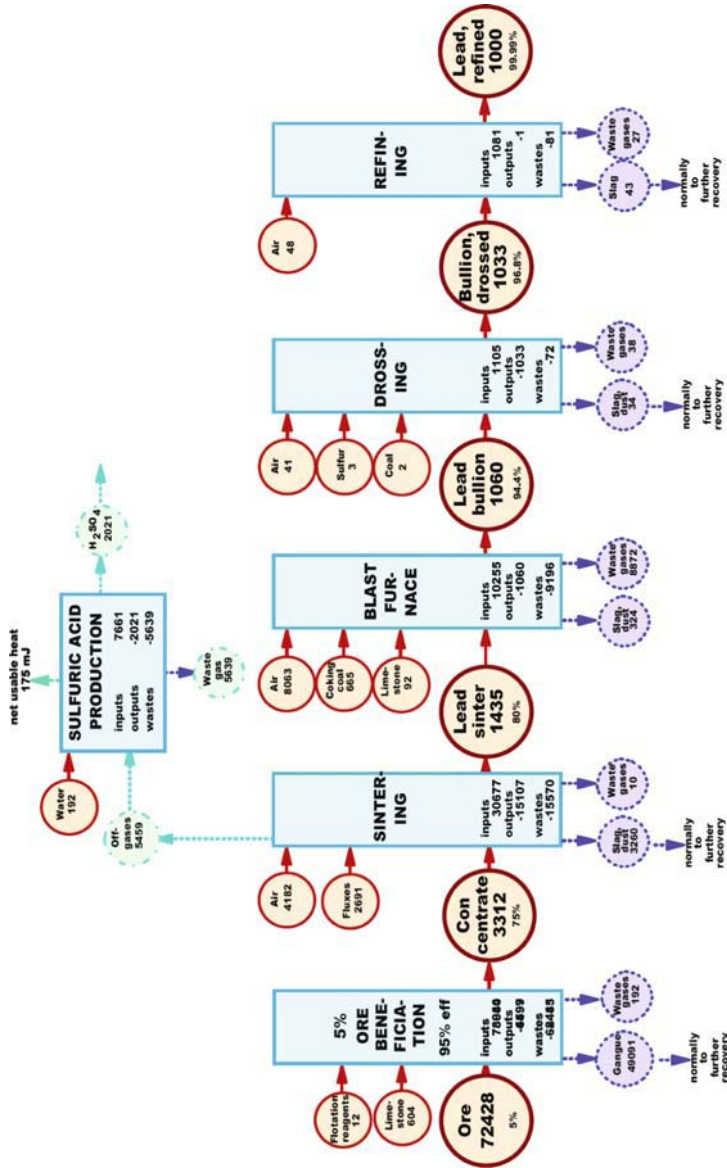 net usable heat
175 mJ
Water
192
SULFURIC ACID
PRODUCTION
inputs 7661
outputs -2021
wastes -5639
H2SO4
2021
Off-
gases
5459
Waste
gas
5639
Flotation
reagents
12
Lime-
stone
604
5%
ORE
BENE-
FICIA-
TION
95% eff
inputs
outputs
wastes
Ore
72428
5%
Gangue
49091
Waste
gases
192
normally
to
further
recovery
Con
centrate
3312
75%
Air
4182
Fluxes
2691
SINTER-
ING
inputs
30677
outputs
-15107
wastes
-15570
Slag,
dust
3260
Waste
gases
10
normally
to
further
recovery
Lead
sinter
1435
80%
Air
8063
Coking
coal
665
Lime-
stone
92
BLAST
FUR-
NACE
inputs
10255
outputs
-1060
wastes
-9196
Slag,
dust
324
Waste
gases
8872
Lead
bullion
1060
94.4%
Air
41
Sulfur
3
Coal
2
DROSS-
ING
inputs
1105
outputs
-1033
wastes
-72
Slag,
dust
34
Waste
gases
38
normally
to
further
recovery
Bullion,
drossed
1033
96.8%
Air
48
REFIN-
ING
inputs
1081
outputs
-1
wastes
-81
Slag
43
Waste
gases
27
normally
to
further
recovery
Lead,
refined
1000
99.99%